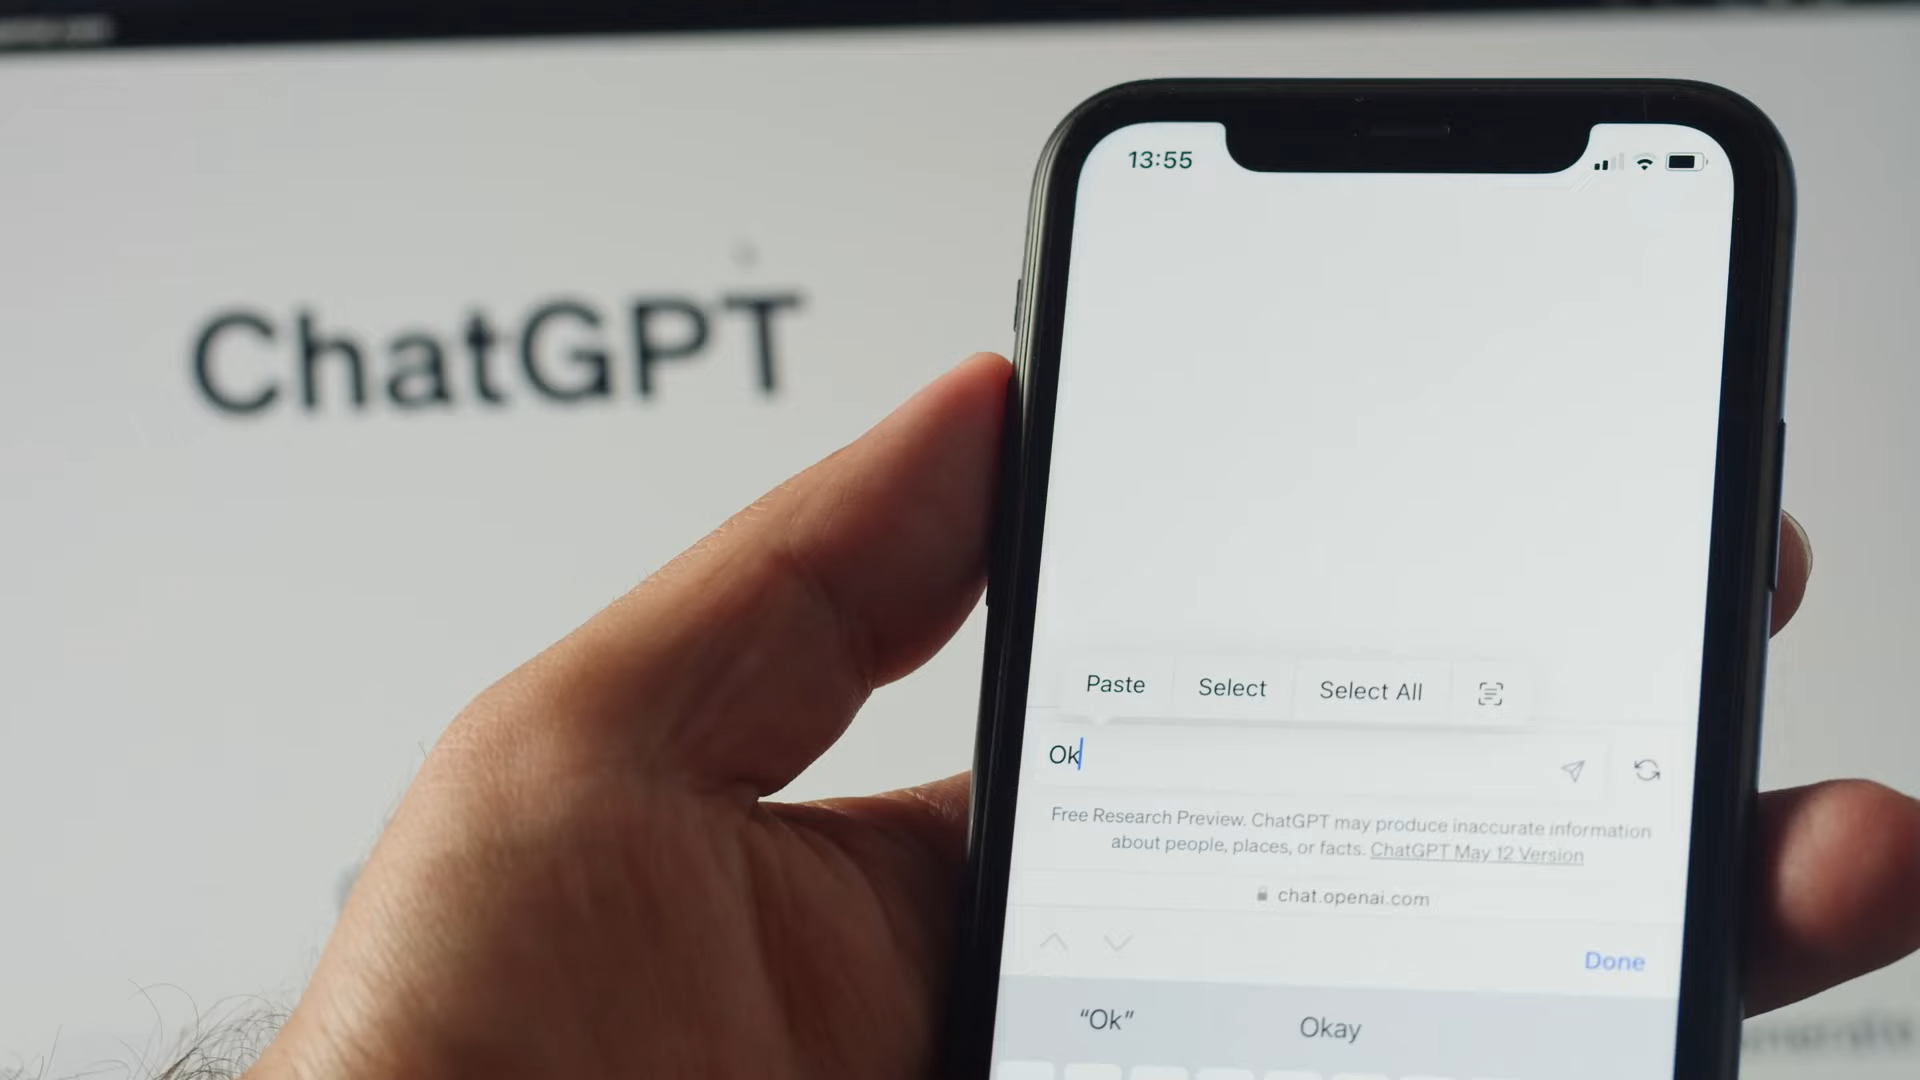 ChatGPT
13:55
Paste Select Select All
Ok
Free Research Preview. ChatGPT may produce inaccurate information
about people, places, or facts. ChatGPT May 12 Version
chat.openai.com
Done
“Ok” Okay